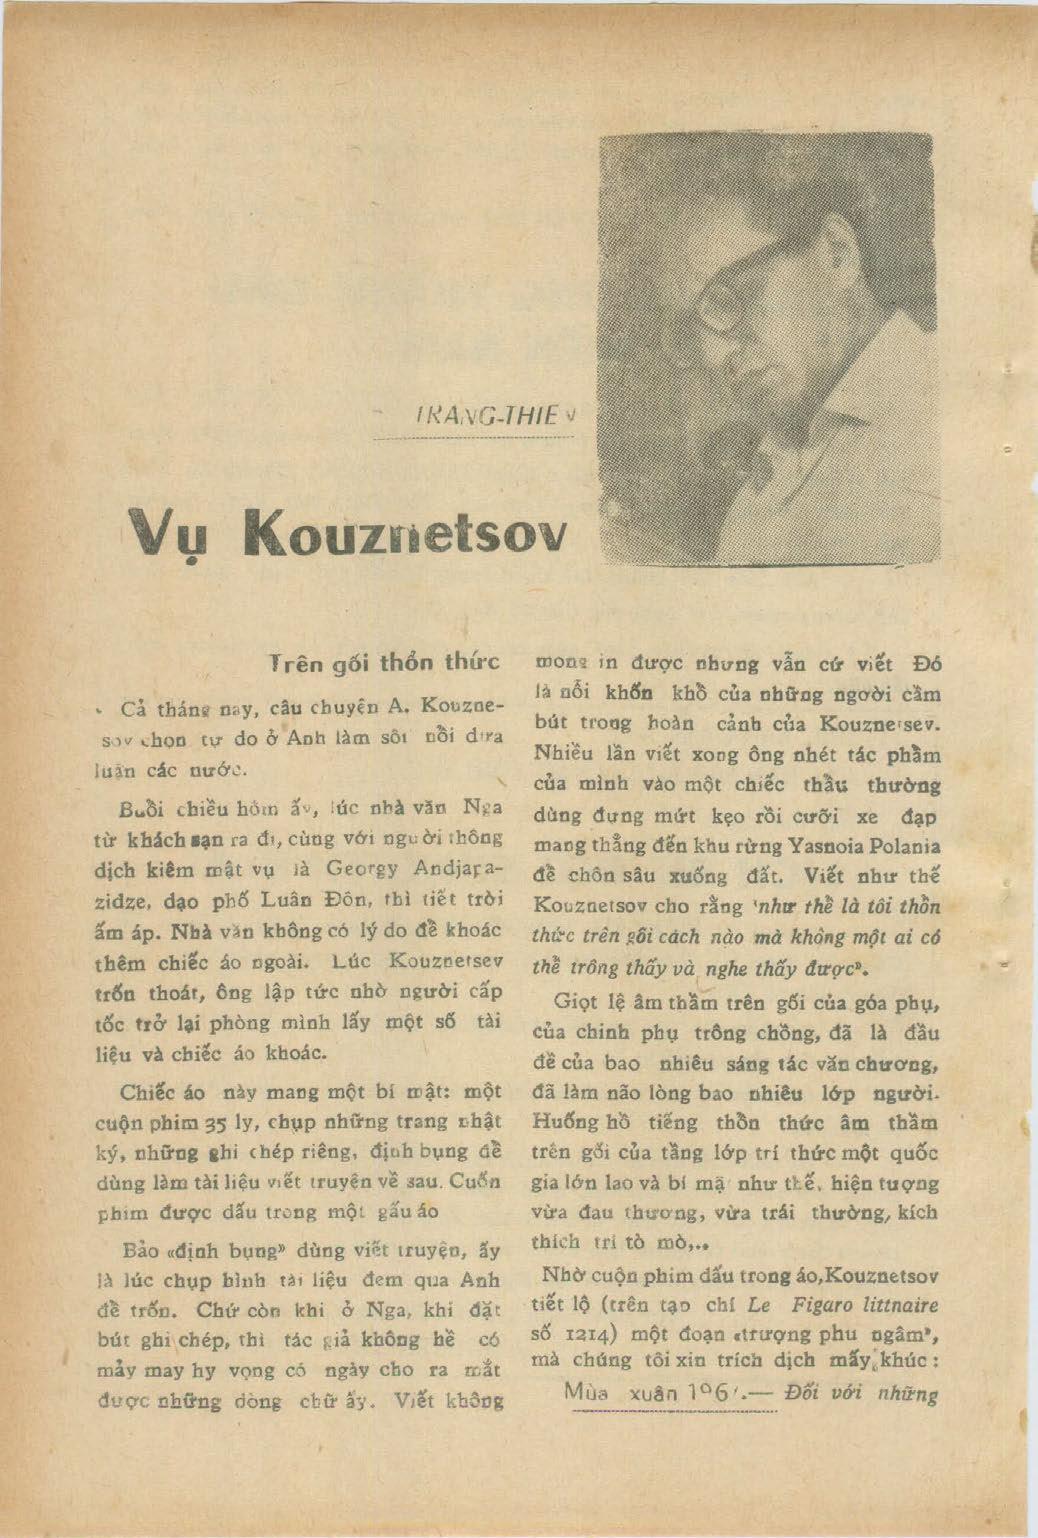 TRANG-THIÊN
Vụ Kouznetsov
Trên gối thổn thức
Cả tháng nay, câu chuyện A. Kouzne-
sov chọn tự do ở Anh làm sôi nổi dư
luận các nước.
Buổi chiều hôm ấy, lúc nhà văn Nga
từ khách sạn ra đi, cùng với người thông
dịch kiêm mật vụ là Georgy Andjapa-
zidze, dạo phố Luân Đôn, thì tiết trời
ấm áp. Nhà văn không có lý do để khoác
thêm chiếc áo ngoài. Lúc Kouznetsev
trốn thoát, ông lập tức nhờ người cấp
tốc trở lại phòng mình lấy một số tài
liệu và chiếc áo khoác.
Chiếc áo này mang một bí mật: một
cuộn phim 35 ly, chụp những trang nhật
ký, những ghi chép riêng, định bụng để
dùng làm tài liệu viết truyện về sau. Cuốn
phim được dấu trong một gấu áo
Bảo «định bụng» dùng viết truyện, ấy
là lúc chụp hình tài liệu đem qua Anh
để trốn. Chứ còn khi ở Nga, khi đặt
bút ghi chép, thì tác giả không hề có
mảy may hy vọng có ngày cho ra mắt
được những dòng chữ ấy. Viết không
mong in được nhưng vẫn cứ viết Đó
là nỗi khốn khổ của những người cầm
bút trong hoàn cảnh của Kouznetsev.
Nhiều lần viết xong ông nhét tác phẩm
của mình vào một chiếc thầu thường
dùng đựng mứt kẹo rồi cưỡi xe đạp
mang thẳng đến khu rừng Yasnoia Polania
để chôn sâu xuống đất. Viết như thế
Kouznetsov cho rằng 'như thể là tôi thổn
thức trên gối cách nào mà không một ai có
thể trông thấy và nghe thấy được».
Giọt lệ âm thầm trên gối của góa phụ,
của chinh phụ trông chồng, đã là đầu
đề của bao nhiêu sáng tác văn chương,
đã làm não lòng bao nhiêu lớp người.
Huống hồ tiếng thổn thức âm thầm
trên gối của tầng lớp trí thức một quốc
gia lớn lao và bí mật như thế, hiện tượng
vừa đau thương, vừa trái thường, kích
thích trí tò mò,..
Nhờ cuộn phim dấu trong áo,Kouznetsov
tiết lộ (trên tạo chí Le Figaro littnaire
số 1214) một đoạn «trượng phu ngâm»,
mà chúng tôi xin trích dịch mấy khúc :
Mùa xuân — Đối với những